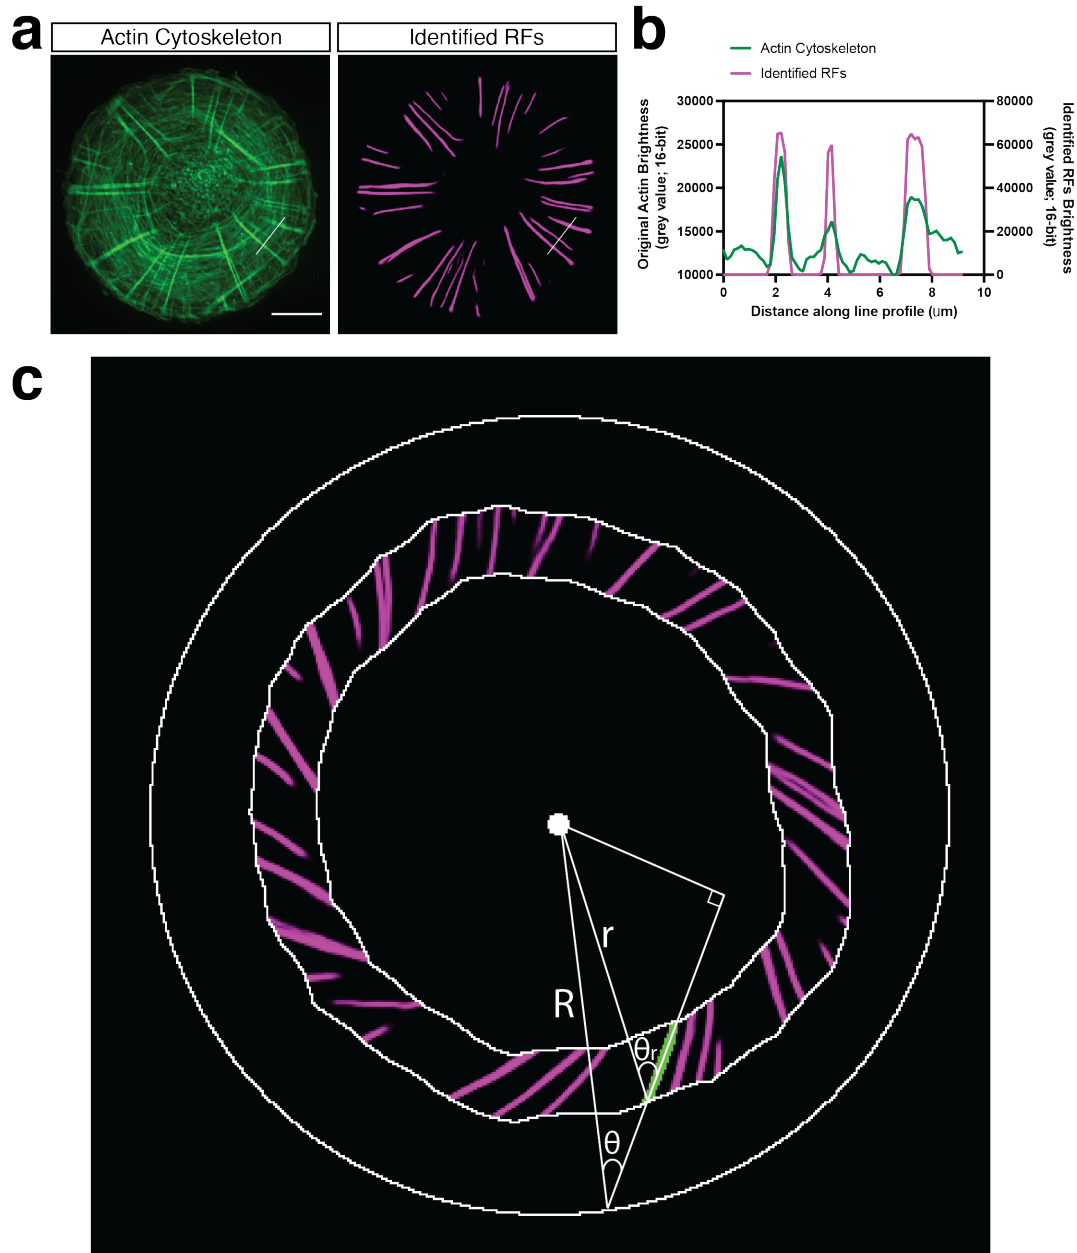 a
Actin Cytoskeleton
Identified RFs
b
Actin Cytoskeleton
Identified RFs
Original Actin Brightness
(grey value; 16-bit)
30000
25000
20000
15000
10000
80000
60000
40000
20000
0
Identified RFs Brightness
(grey value; 16-bit)
0 2 4 6 8 10
Distance along line profile (um)
c
r
R
θr
θ